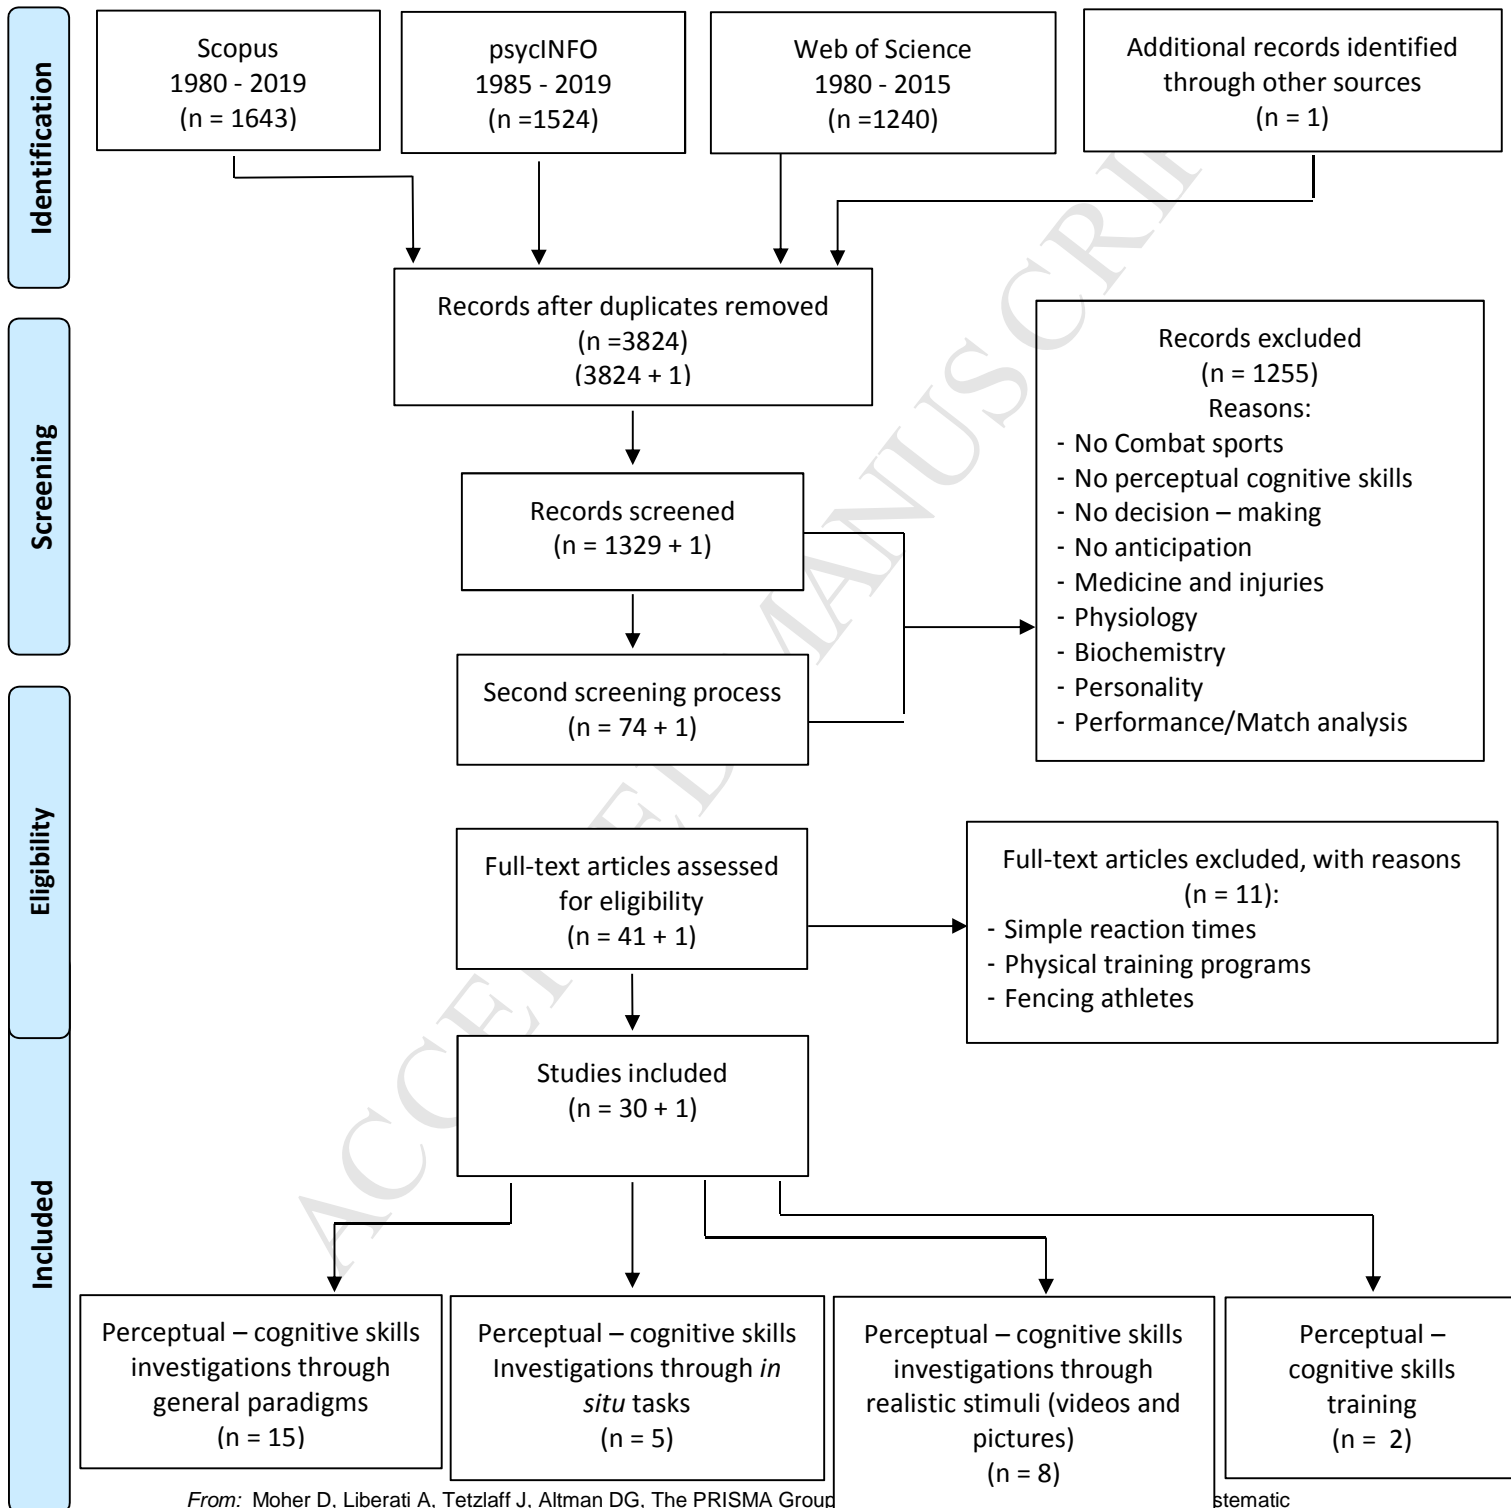 Identification
Scopus
1980 - 2019
(n = 1643)
psycINFO
1985 - 2019
(n =1524)
Web of Science
1980 - 2015
(n =1240)
Additional records identified
through other sources
(n = 1)
Records after duplicates removed
(n =3824)
(3824 + 1)
Screening
Records screened
(n = 1329 + 1)
Second screening process
(n = 74 + 1)
Records excluded
(n = 1255)
Reasons:
- No Combat sports
- No perceptual cognitive skills
- No decision – making
- No anticipation
- Medicine and injuries
- Physiology
- Biochemistry
- Personality
- Performance/Match analysis
Eligibility
Full-text articles assessed
for eligibility
(n = 41 + 1)
Full-text articles excluded, with reasons
(n = 11):
- Simple reaction times
- Physical training programs
- Fencing athletes
Included
Studies included
(n = 30 + 1)
Perceptual – cognitive skills
investigations through
general paradigms
(n = 15)
Perceptual – cognitive skills
Investigations through in
situ tasks
(n = 5)
Perceptual – cognitive skills
investigations through
realistic stimuli (videos and
pictures)
(n = 8)
Perceptual –
cognitive skills
training
(n = 2)
From: Moher D, Liberati A, Tetzlaff J, Altman DG, The PRISMA Group stematic